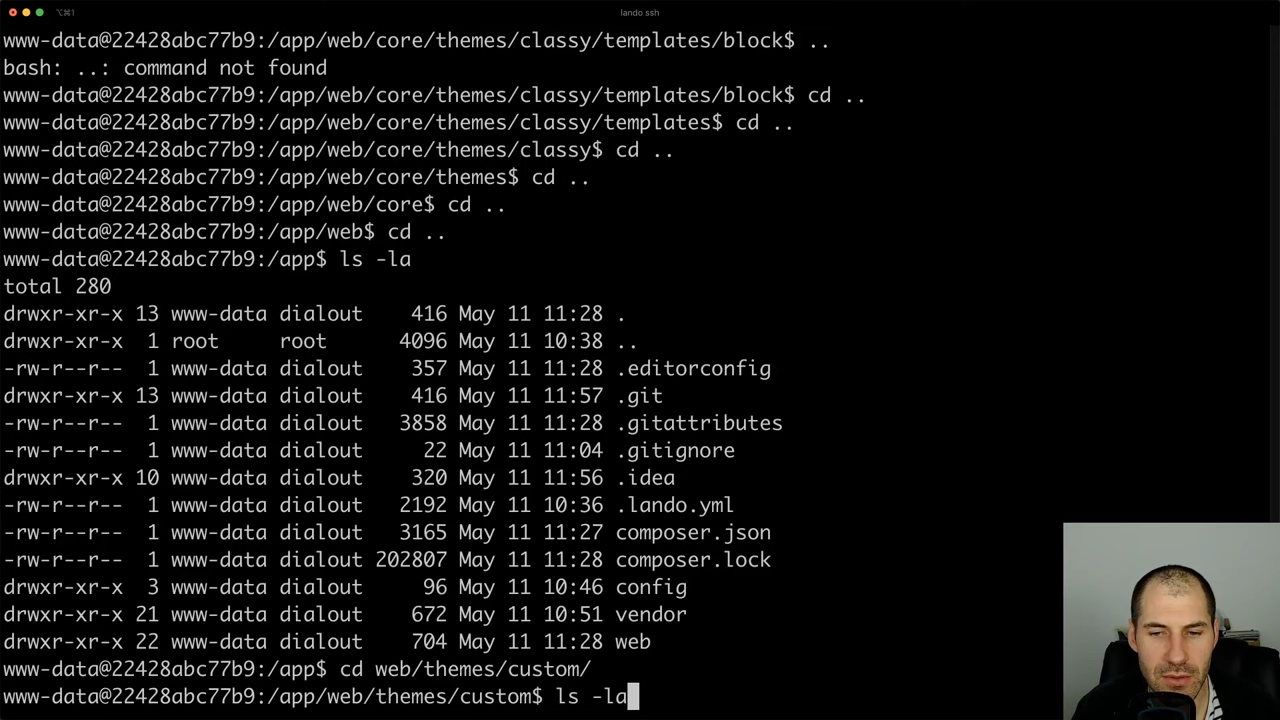 ⌥⌘1
lando ssh
www-data@22428abc77b9:/app/web/core/themes/classy/templates/block$ ..
bash: ..: command not found
www-data@22428abc77b9:/app/web/core/themes/classy/templates/block$ cd ..
www-data@22428abc77b9:/app/web/core/themes/classy/templates$ cd ..
www-data@22428abc77b9:/app/web/core/themes/classy$ cd ..
www-data@22428abc77b9:/app/web/core/themes$ cd ..
www-data@22428abc77b9:/app/web/core$ cd ..
www-data@22428abc77b9:/app/web$ cd ..
www-data@22428abc77b9:/app$ ls -la
total 280
drwxr-xr-x 13 www-data dialout    416 May 11 11:28 .
drwxr-xr-x  1 root     root      4096 May 11 10:38 ..
-rw-r--r--  1 www-data dialout    357 May 11 11:28 .editorconfig
drwxr-xr-x 13 www-data dialout    416 May 11 11:57 .git
-rw-r--r--  1 www-data dialout   3858 May 11 11:28 .gitattributes
-rw-r--r--  1 www-data dialout     22 May 11 11:04 .gitignore
drwxr-xr-x 10 www-data dialout    320 May 11 11:56 .idea
-rw-r--r--  1 www-data dialout   2192 May 11 10:36 .lando.yml
-rw-r--r--  1 www-data dialout   3165 May 11 11:27 composer.json
-rw-r--r--  1 www-data dialout 202807 May 11 11:28 composer.lock
drwxr-xr-x  3 www-data dialout     96 May 11 10:46 config
drwxr-xr-x 21 www-data dialout    672 May 11 10:51 vendor
drwxr-xr-x 22 www-data dialout    704 May 11 11:28 web
www-data@22428abc77b9:/app$ cd web/themes/custom/
www-data@22428abc77b9:/app/web/themes/custom$ ls -la